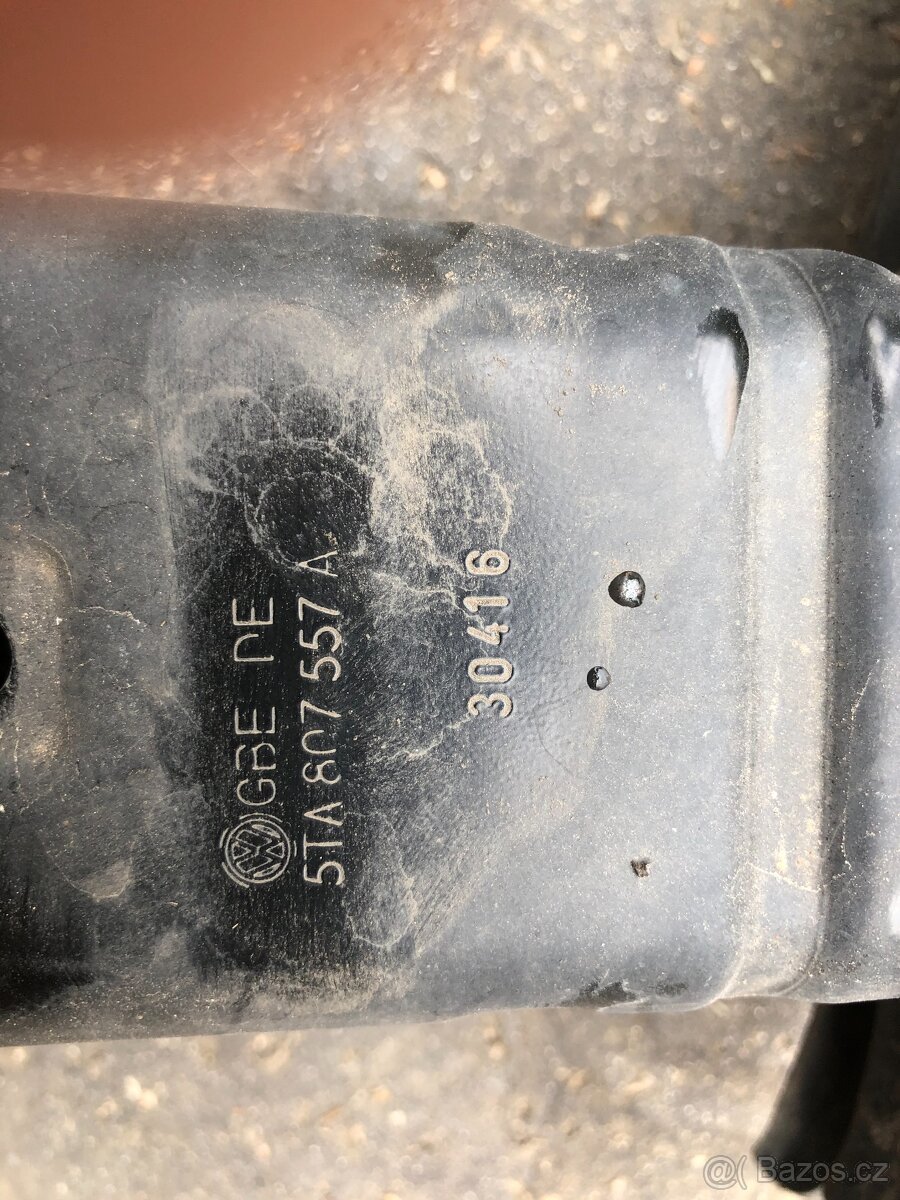 GBE DE
5TA 807 557 A
30416
@( Bazos.cz